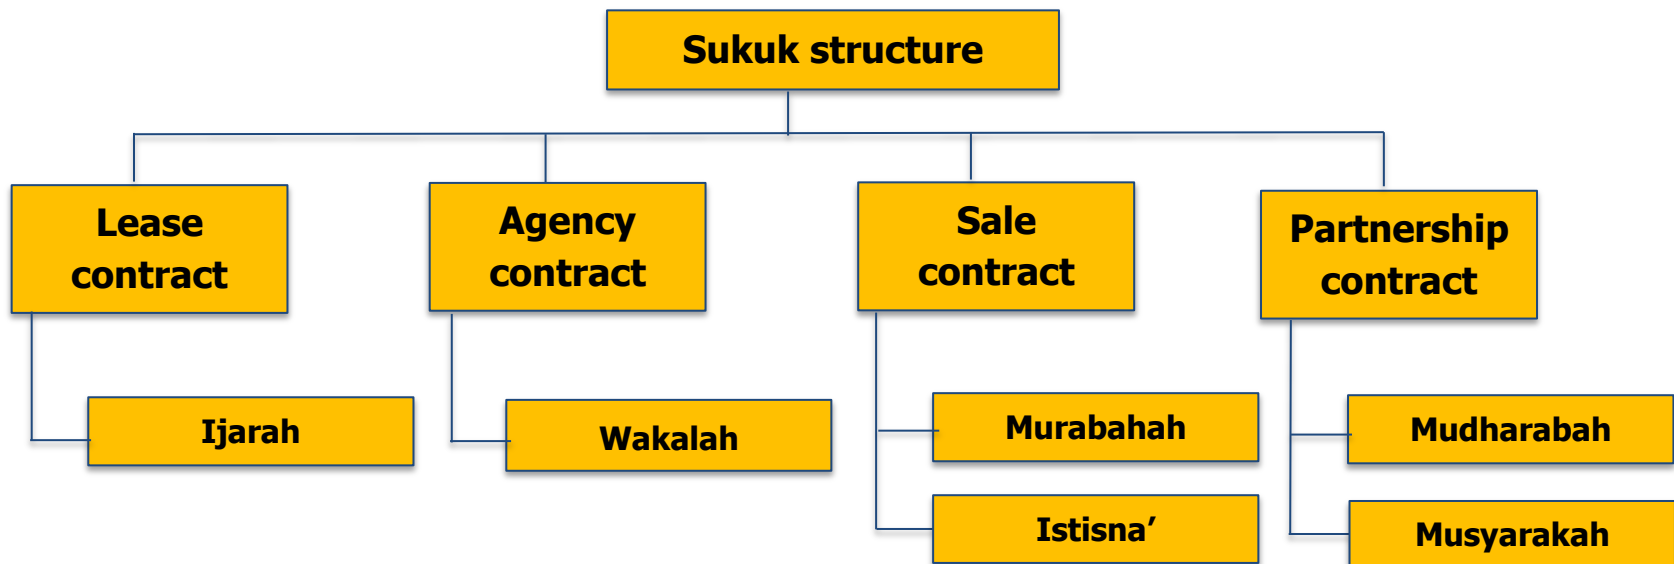 Sukuk structure
Lease
contract
Agency
contract
Sale
contract
Partnership
contract
Ijarah
Wakalah
Murabahah
Mudharabah
Istisna’
Musyarakah